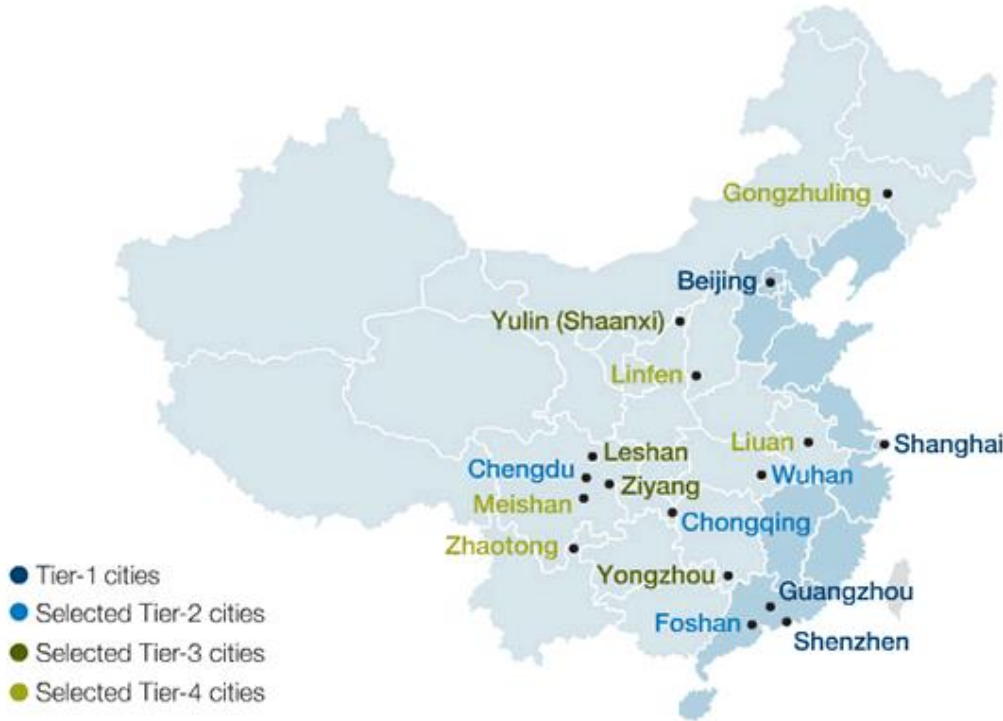 Gongzhuling
Beijing
Yulin (Shaanxi)
Linfen
Liuan
Shanghai
Leshan
Chengdu
Wuhan
Ziyang
Meishan
Chongqing
Zhaotong
Yongzhou
Guangzhou
Foshan
Shenzhen
Tier-1 cities
Selected Tier-2 cities
Selected Tier-3 cities
Selected Tier-4 cities